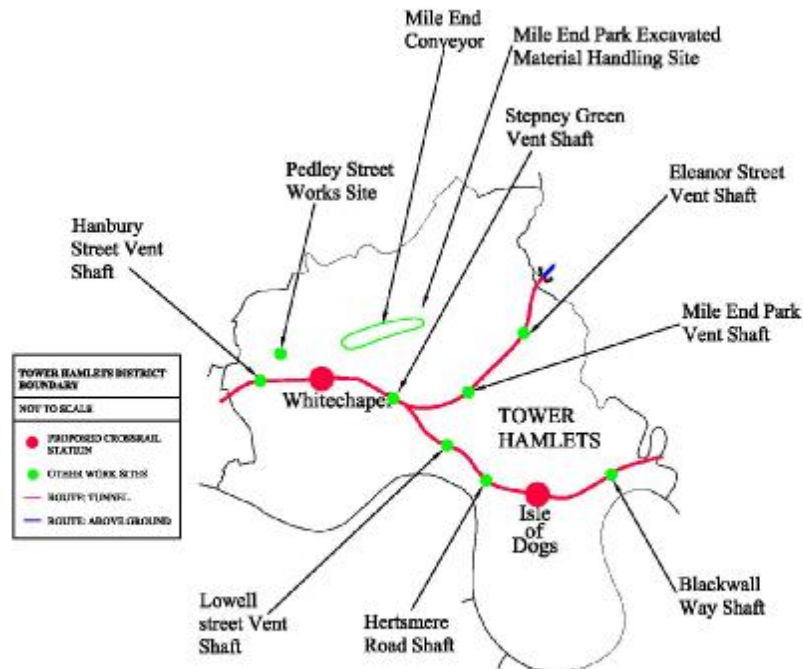 Mile End
Conveyor
Mile End Park Excavated
Material Handling Site
Stepney Green
Vent Shaft
Pedley Street
Works Site
Eleanor Street
Vent Shaft
Hanbury
Street Vent
Shaft
Mile End Park
Vent Shaft
TOWER HAMLETS DISTRICT
BOUNDARY
NOT TO SCALE
PROPOSED CROSSRAIL
STATION
OTHER WORK SITES
ROUTE: TUNNEL
ROUTE: ABOVE GROUND
Whitechapel
TOWER
HAMLETS
Isle
of
Dogs
Lowell
street Vent
Shaft
Hertsmere
Road Shaft
Blackwall
Way Shaft